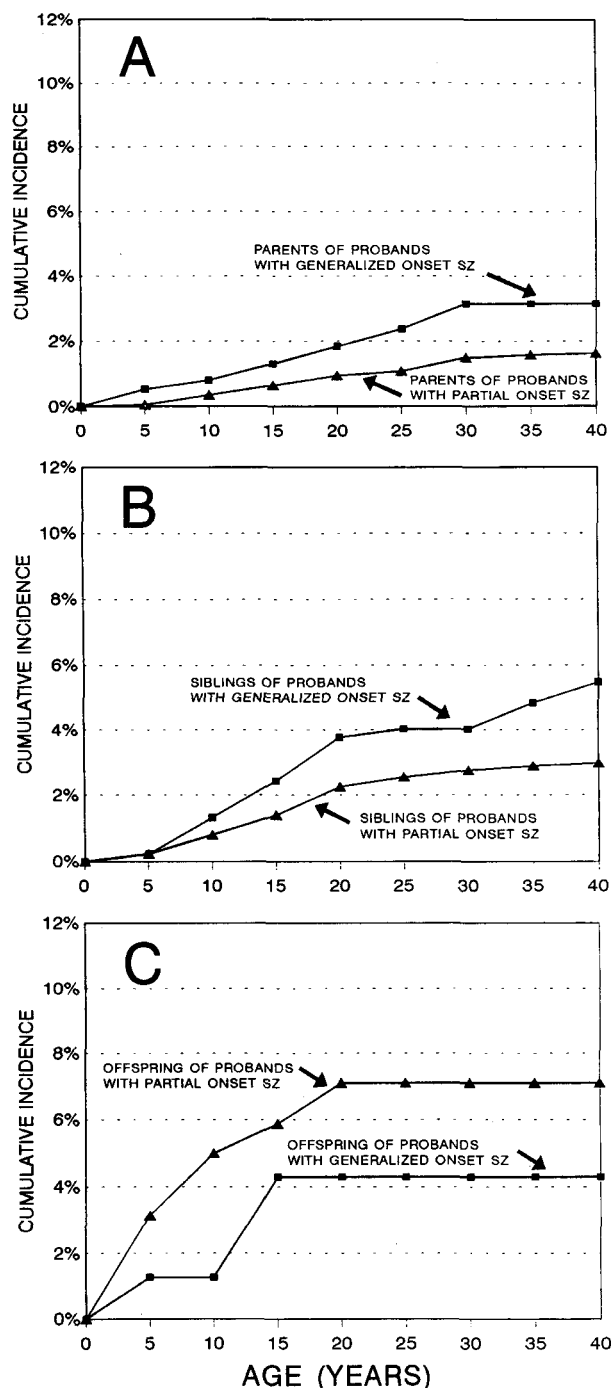 A
CUMULATIVE INCIDENCE
12%
10%
8%
6%
4%
2%
0%
PARENTS OF PROBANDS
WITH GENERALIZED ONSET SZ
PARENTS OF PROBANDS
WITH PARTIAL ONSET SZ
0 5 10 15 20 25 30 35 40
B
CUMULATIVE INCIDENCE
12%
10%
8%
6%
4%
2%
0%
SIBLINGS OF PROBANDS
WITH GENERALIZED ONSET SZ
SIBLINGS OF PROBANDS
WITH PARTIAL ONSET SZ
0 5 10 15 20 25 30 35 40
C
CUMULATIVE INCIDENCE
12%
10%
8%
6%
4%
2%
0%
OFFSPRING OF PROBANDS
WITH PARTIAL ONSET SZ
OFFSPRING OF PROBANDS
WITH GENERALIZED ONSET SZ
0 5 10 15 20 25 30 35 40
AGE (YEARS)